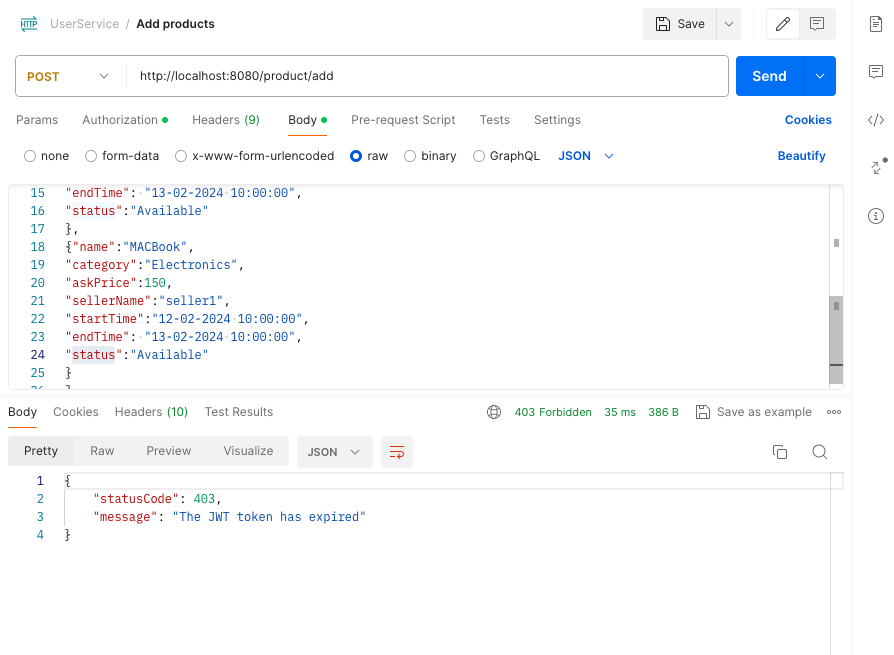 HTTP UserService / Add products Save
POST http://localhost:8080/product/add Send
Params Authorization Headers (9) Body Pre-request Script Tests Settings Cookies
none form-data x-www-form-urlencoded raw binary GraphQL JSON Beautify
15 "endTime": "13-02-2024 10:00:00",
16 "status":"Available"
17 },
18 {"name":"MACBook",
19 "category":"Electronics",
20 "askPrice":150,
21 "sellerName":"seller1",
22 "startTime":"12-02-2024 10:00:00",
23 "endTime": "13-02-2024 10:00:00",
24 "status":"Available"
25 }
Body Cookies Headers (10) Test Results 403 Forbidden 35 ms 386 B Save as example
Pretty Raw Preview Visualize JSON
1 {
2 "statusCode": 403,
3 "message": "The JWT token has expired"
4 }